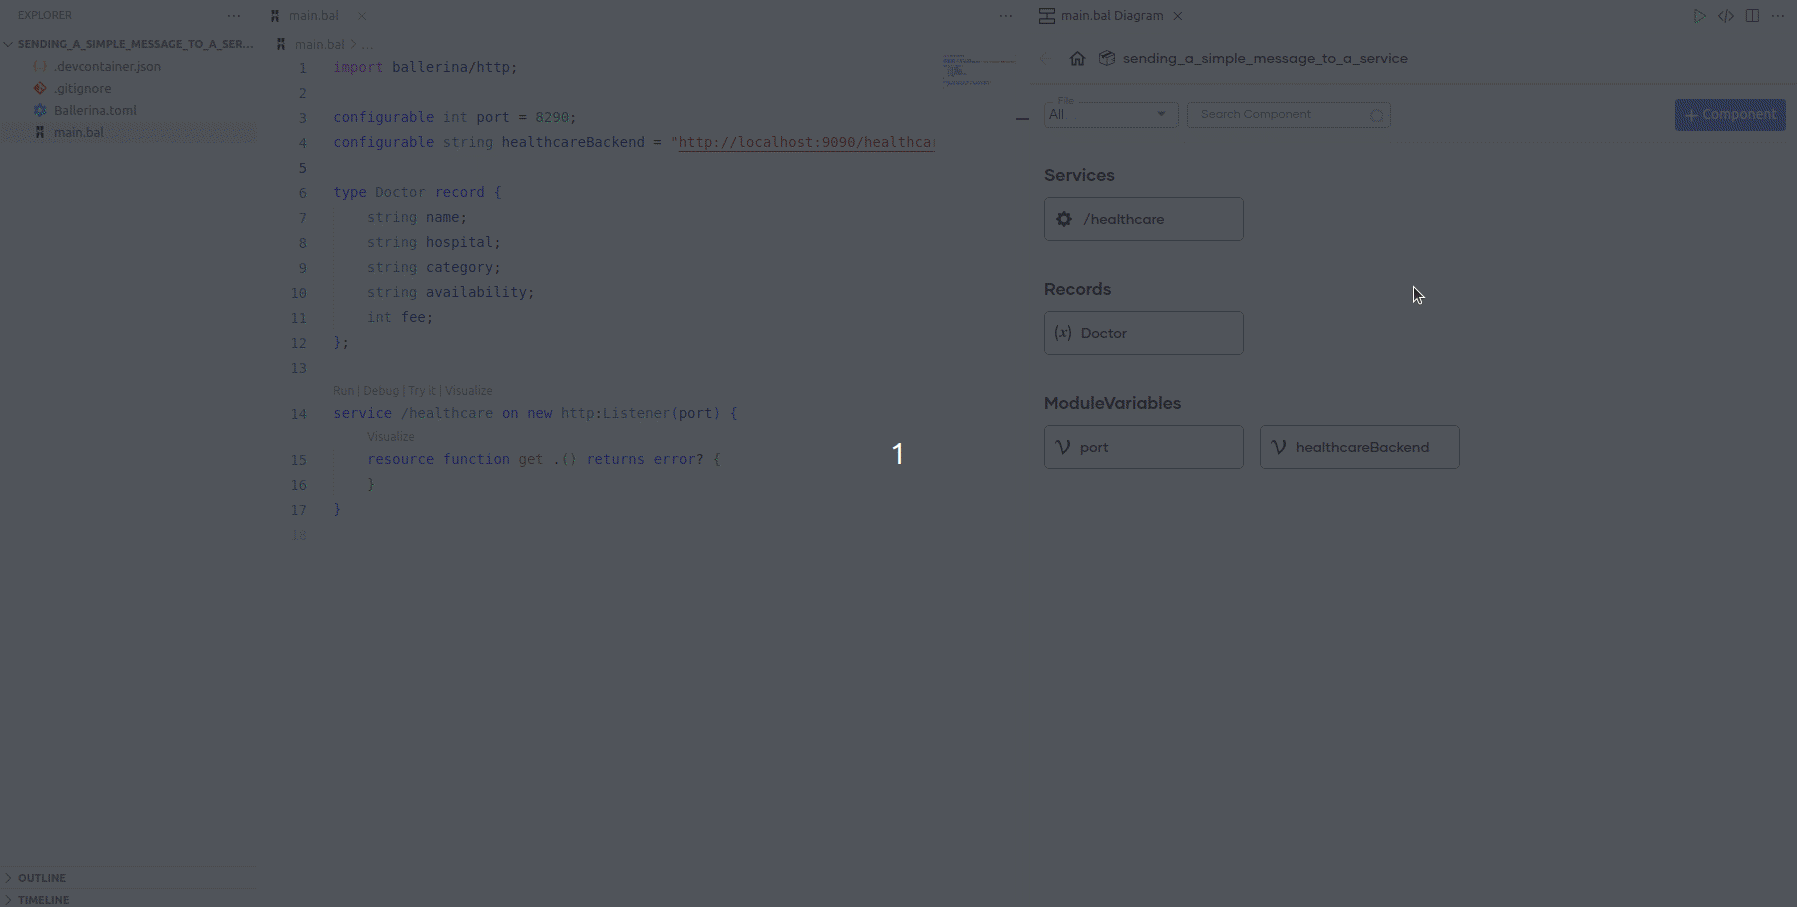 EXPLORER
SENDING_A_SIMPLE_MESSAGE_TO_A_SER...
.devcontainer.json
.gitignore
Ballerina.toml
main.bal
OUTLINE
TIMELINE
main.bal
main.bal > ...
1 import ballerina/http;
2
3 configurable int port = 8290;
4 configurable string healthcareBackend = "http://localhost:9090/healthcar
5
6 type Doctor record {
7 string name;
8 string hospital;
9 string category;
10 string availability;
11 int fee;
12 };
13
Run | Debug | Try it | Visualize
14 service /healthcare on new http:Listener(port) {
Visualize
15 resource function get .() returns error? {
16 }
17 }
18
1
main.bal Diagram
sending_a_simple_message_to_a_service
File
All
Search Component
+ Component
Services
/healthcare
Records
(x) Doctor
ModuleVariables
port
healthcareBackend